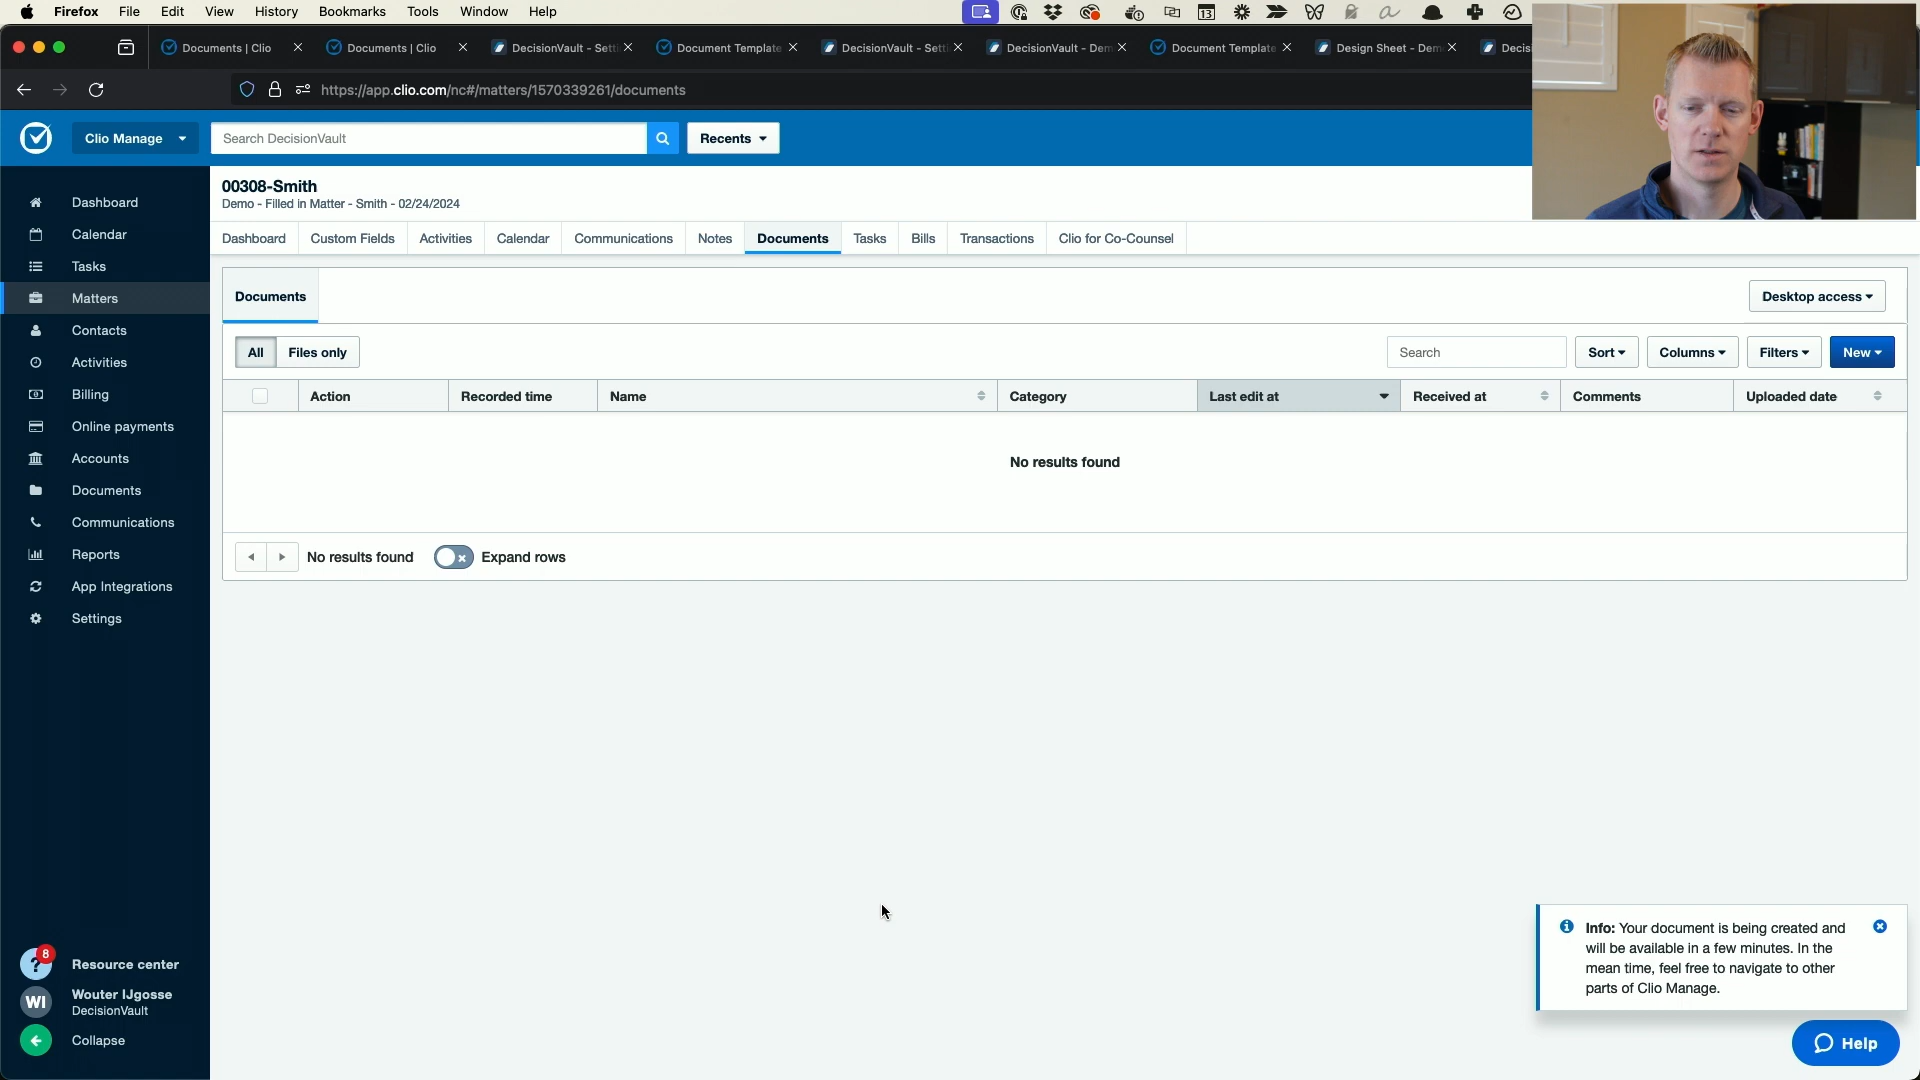 Firefox File Edit View History Bookmarks Tools Window Help
13
Documents | Clio
Documents | Clio
DecisionVault - Setti
Document Template
DecisionVault - Setti
DecisionVault - Dem
Document Template
Design Sheet - Dem
Decis
https://app.clio.com/nc#/matters/1570339261/documents
Clio Manage
Search DecisionVault
Recents
00308-Smith
Demo - Filled in Matter - Smith - 02/24/2024
Dashboard Custom Fields Activities Calendar Communications Notes Documents Tasks Bills Transactions Clio for Co-Counsel
Dashboard
Calendar
Tasks
Matters
Contacts
Activities
Billing
Online payments
Accounts
Documents
Communications
Reports
App Integrations
Settings
Documents
Desktop access
All Files only
Search
Sort
Columns
Filters
New
Action Recorded time Name Category Last edit at Received at Comments Uploaded date
No results found
No results found
Expand rows
8
?
Resource center
WI
Wouter IJgosse
DecisionVault
Collapse
Info: Your document is being created and
will be available in a few minutes. In the
mean time, feel free to navigate to other
parts of Clio Manage.
Help